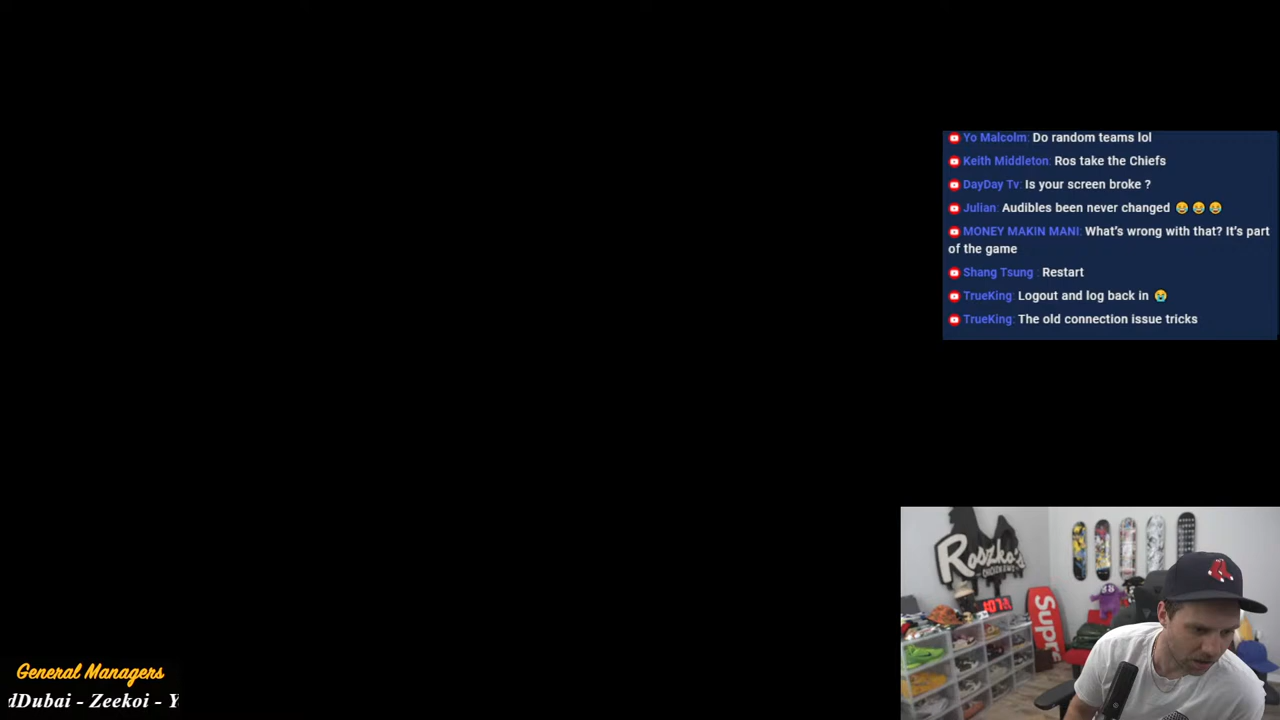 Yo Malcolm: Do random teams lol
Keith Middleton: Ros take the Chiefs
DayDay Tv: Is your screen broke ?
Julian: Audibles been never changed 😂 😂 😂
MONEY MAKIN MANI: What's wrong with that? It's part
of the game
Shang Tsung : Restart
TrueKing: Logout and log back in 😭
TrueKing: The old connection issue tricks
Roszko's
Supr
General Managers
dDubai - Zeekoi - Y